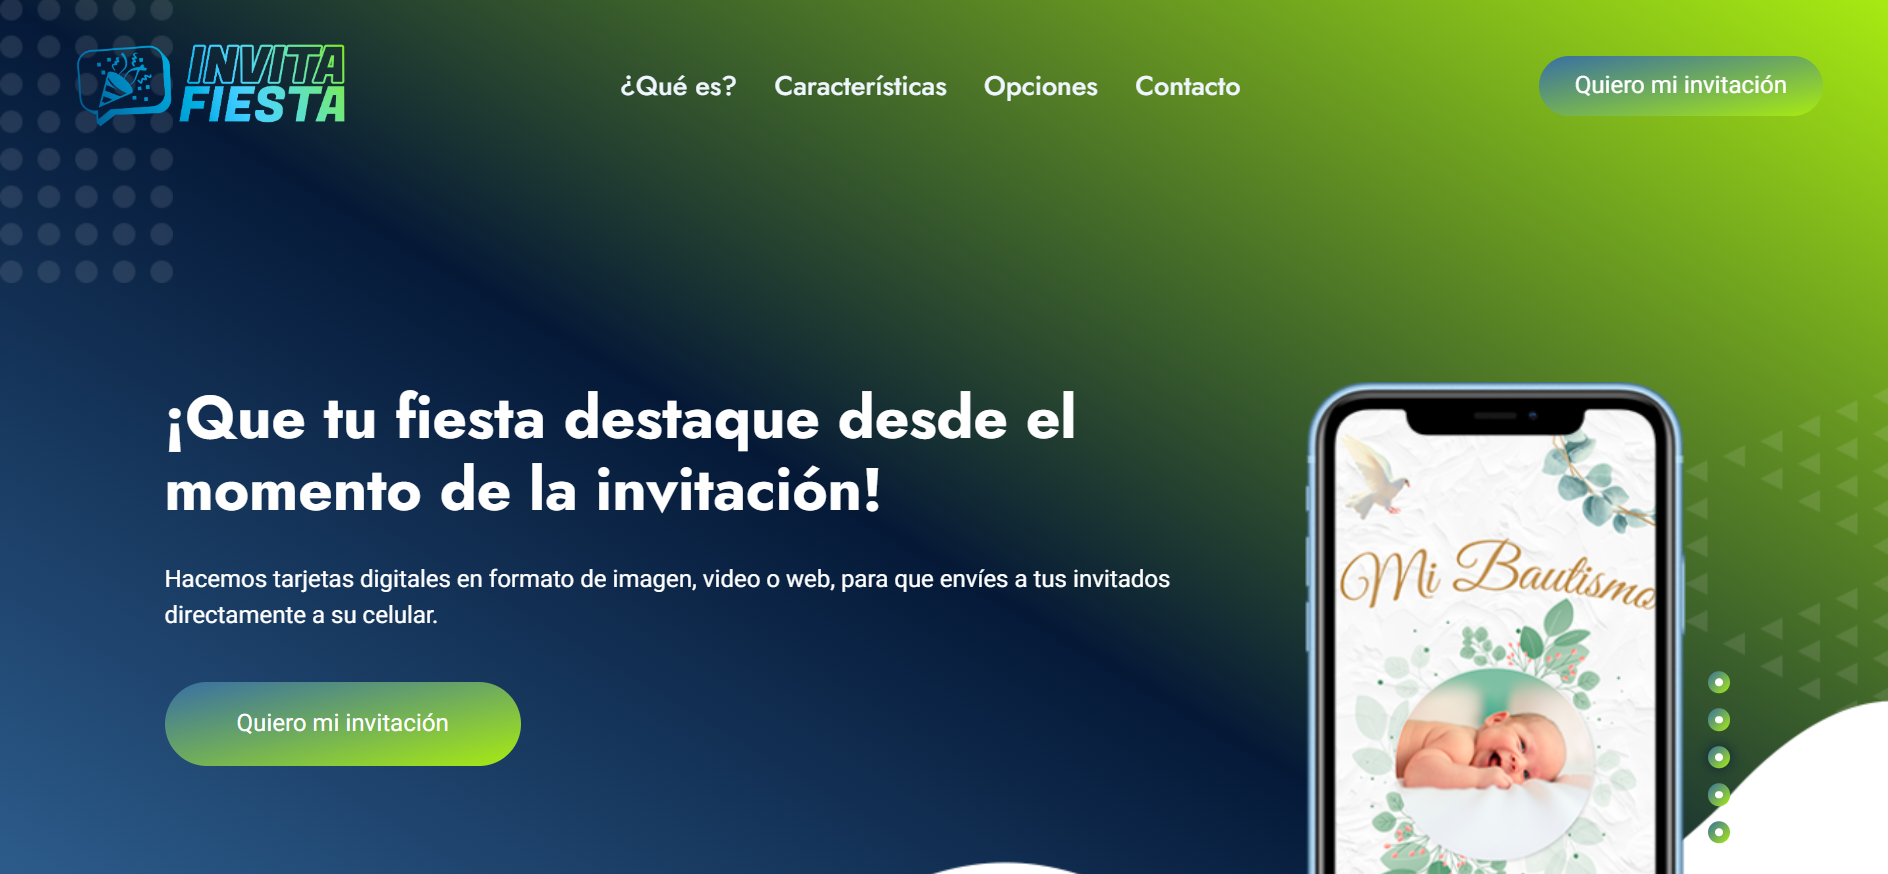 INVITA
FIESTA
¿Qué es?
Características
Opciones
Contacto
Quiero mi invitación
¡Que tu fiesta destaque desde el
momento de la invitación!
Hacemos tarjetas digitales en formato de imagen, video o web, para que envíes a tus invitados
directamente a su celular.
Quiero mi invitación
Mi Bautismo